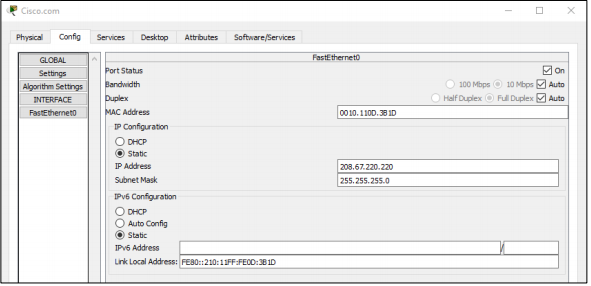 Cisco.com
Physical Config Services Desktop Attributes Software/Services
GLOBAL
Settings
Algorithm Settings
INTERFACE
FastEthernet0
FastEthernet0
Port Status On
Bandwidth 100 Mbps 10 Mbps Auto
Duplex Half Duplex Full Duplex Auto
MAC Address 0010.110D.3B1D
IP Configuration
DHCP
Static
IP Address 208.67.220.220
Subnet Mask 255.255.255.0
IPv6 Configuration
DHCP
Auto Config
Static
IPv6 Address /
Link Local Address: FE80::210:11FF:FE0D:3B1D